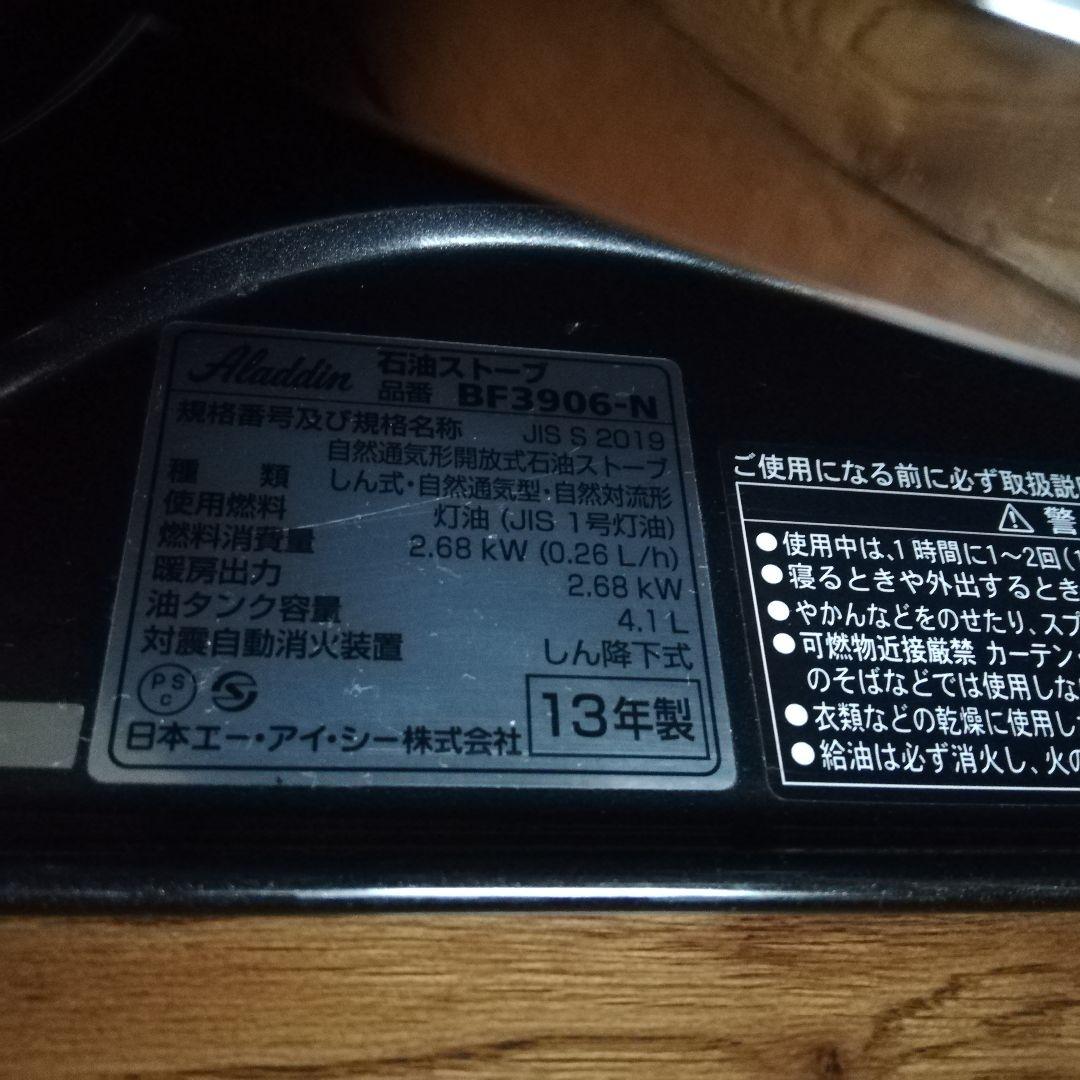 Aladdin 石油ストーブ
品番 BF3906-N
規格番号及び規格名称 JIS S 2019
自然通気形開放式石油ストーブ
種類 しん式・自然通気型・自然対流形
使用燃料 灯油 (JIS 1号灯油)
燃料消費量 2.68 kW (0.26 L/h)
暖房出力 2.68 kW
油タンク容量 4.1 L
対震自動消火装置 しん降下式
PSC
日本エー・アイ・シー株式会社 13年製
ご使用になる前に必ず取扱説
⚠警
●使用中は、1時間に1～2回(1
●寝るときや外出するとき
●やかんなどをのせたり、スプ
●可燃物近接厳禁 カーテン・
のそばなどでは使用しな
●衣類などの乾燥に使用し
●給油は必ず消火し、火の